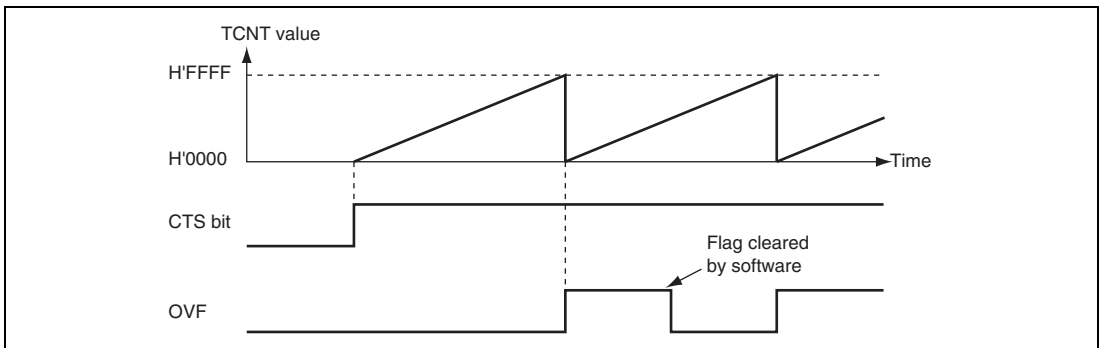 TCNT value
H'FFFF
H'0000
Time
CTS bit
Flag cleared
by software
OVF